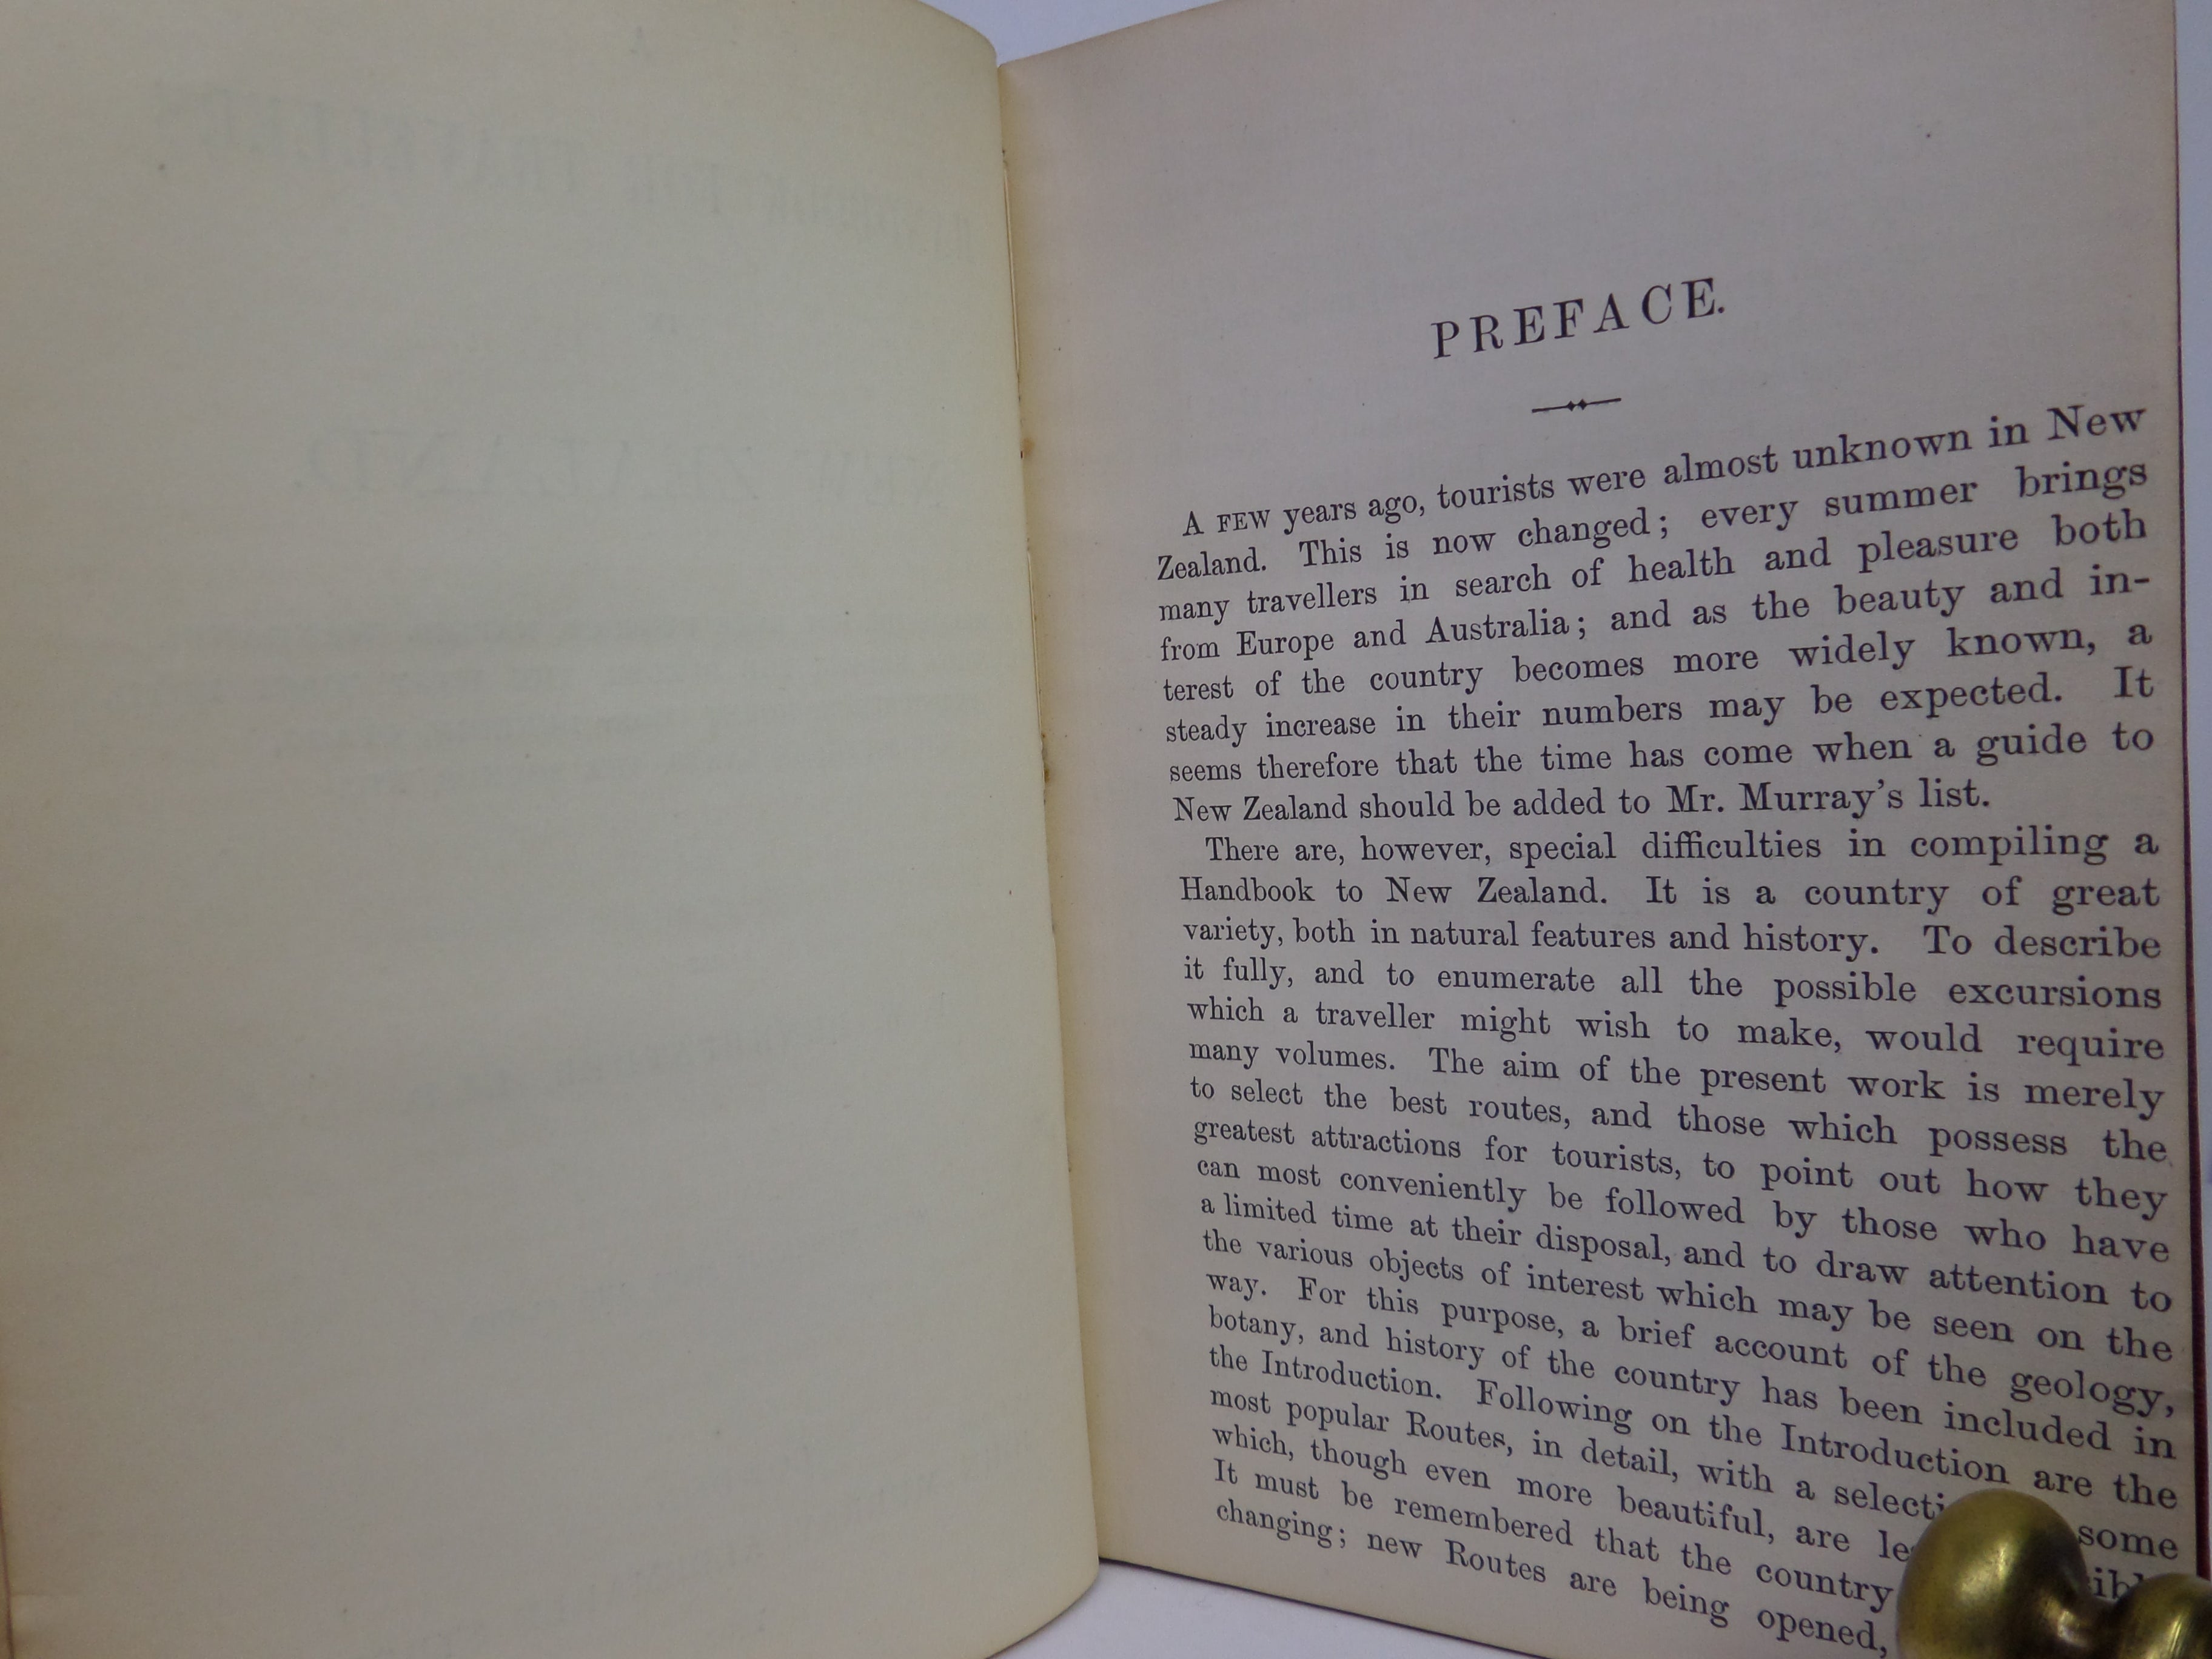 PREFACE.
A FEW years ago, tourists were almost unknown in New
Zealand. This is now changed; every summer brings
many travellers in search of health and pleasure both
from Europe and Australia; and as the beauty and in-
terest of the country becomes more widely known, a
steady increase in their numbers may be expected. It
seems therefore that the time has come when a guide to
New Zealand should be added to Mr. Murray's list.
There are, however, special difficulties in compiling a
Handbook to New Zealand. It is a country of great
variety, both in natural features and history. To describe
it fully, and to enumerate all the possible excursions
which a traveller might wish to make, would require
many volumes. The aim of the present work is merely
to select the best routes, and those which possess the
greatest attractions for tourists, to point out how they
can most conveniently be followed by those who have
a limited time at their disposal, and to draw attention to
the various objects of interest which may be seen on the
way. For this purpose, a brief account of the geology,
botany, and history of the country has been included in
the Introduction. Following on the Introduction are the
most popular Routes, in detail, with a some
which, though even more beautiful, are
It must be remembered that the country
changing; new Routes are being opened,